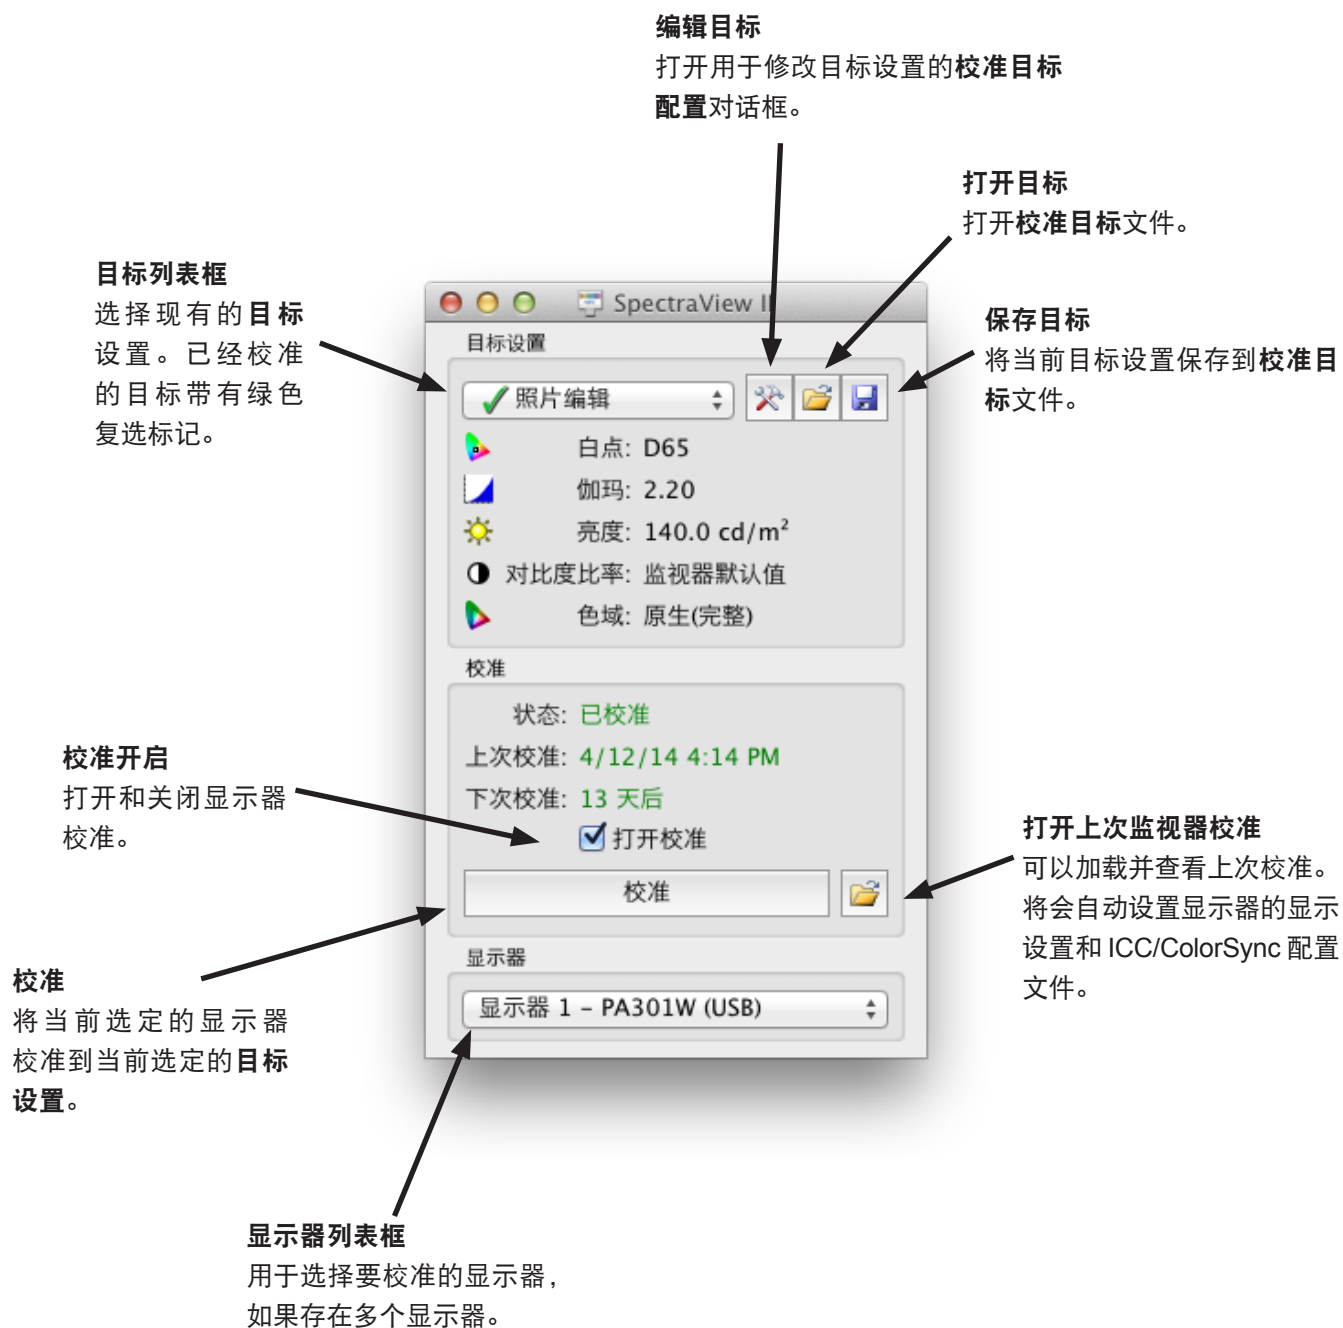 编辑目标
打开用于修改目标设置的校准目标
配置对话框。
打开目标
打开校准目标文件。
目标列表框
选择现有的目标
设置。已经校准
的目标带有绿色
复选标记。
保存目标
将当前目标设置保存到校准目
标文件。
SpectraView II
目标设置
照片编辑
白点: D65
伽玛: 2.20
亮度: 140.0 cd/m²
对比度比率: 监视器默认值
色域: 原生(完整)
校准
状态: 已校准
上次校准: 4/12/14 4:14 PM
下次校准: 13 天后
打开校准
校准
显示器
显示器 1 – PA301W (USB)
校准开启
打开和关闭显示器
校准。
打开上次监视器校准
可以加载并查看上次校准。
将会自动设置显示器的显示
设置和 ICC/ColorSync 配置
文件。
校准
将当前选定的显示器
校准到当前选定的目标
设置。
显示器列表框
用于选择要校准的显示器，
如果存在多个显示器。